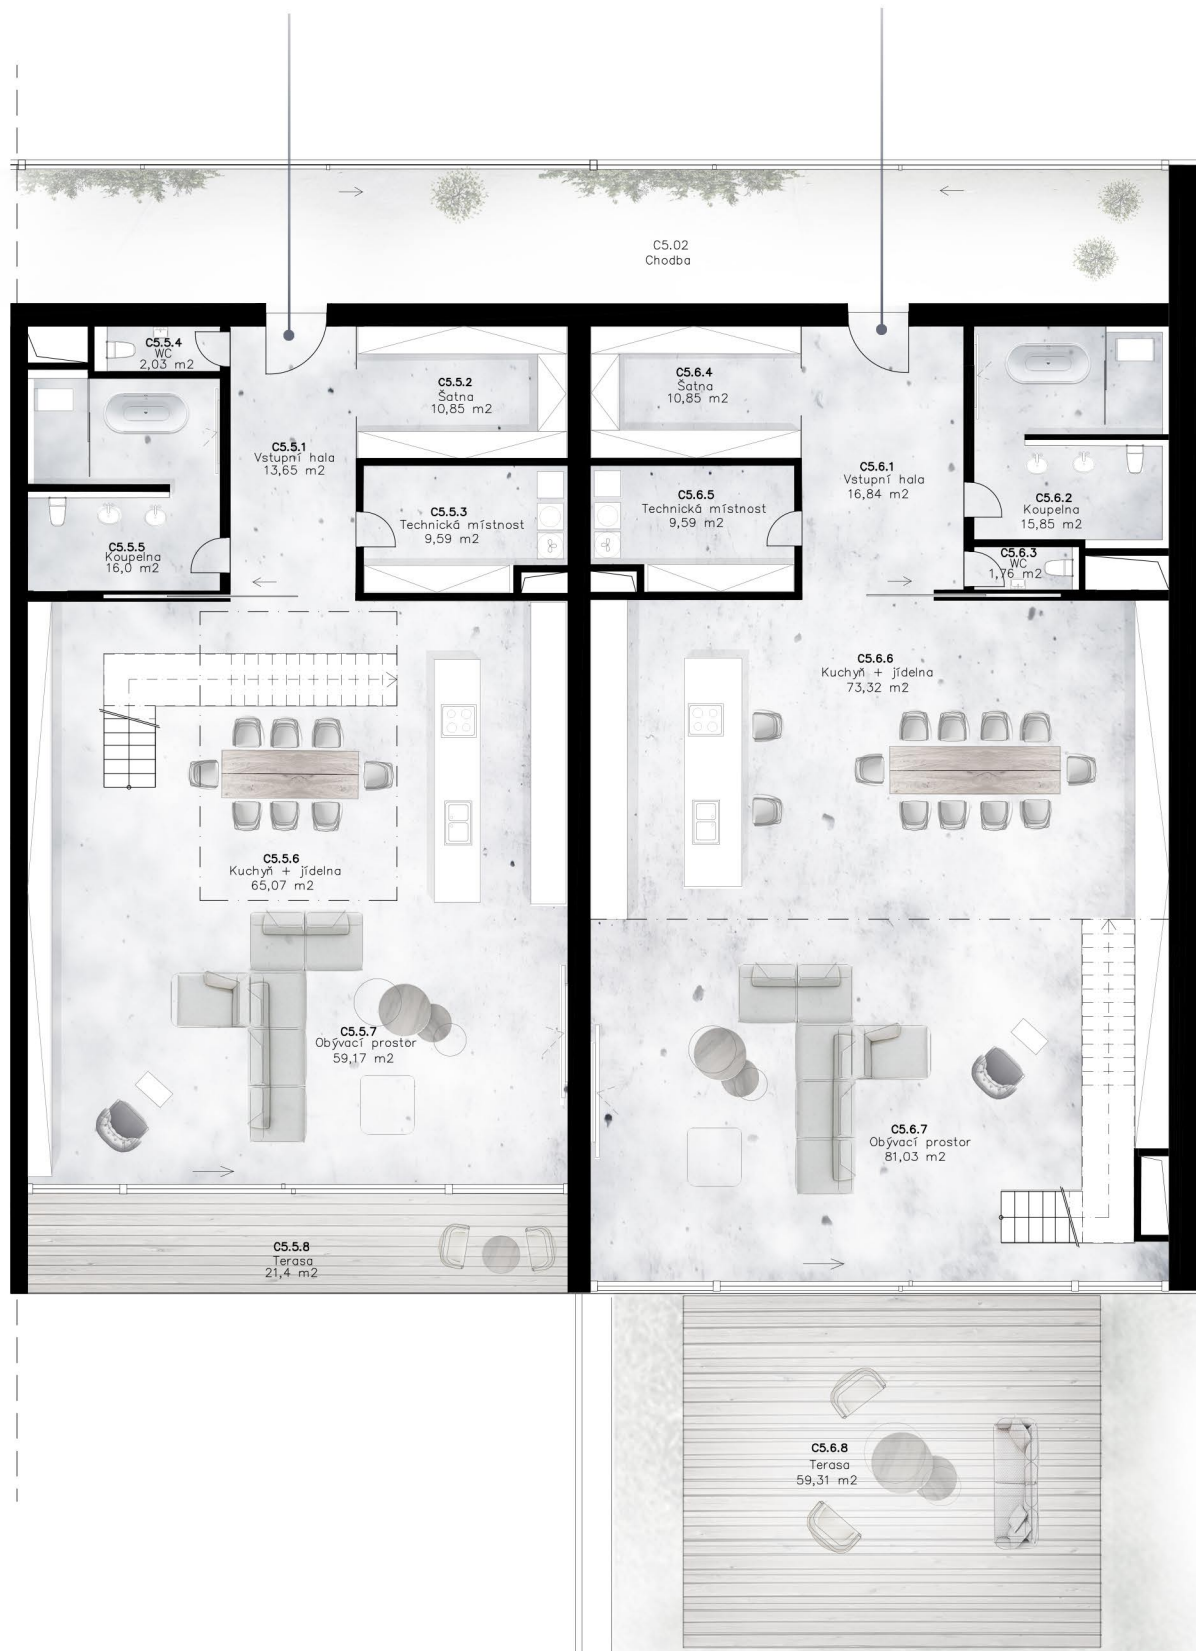 C5.02
Chodba
C5.5.4
WC
2,03 m2
C5.5.2
Šatna
10,85 m2
C5.5.1
Vstupní hala
13,65 m2
C5.5.3
Technická místnost
9,59 m2
C5.5.5
Koupelna
16,0 m2
C5.6.4
Šatna
10,85 m2
C5.6.1
Vstupní hala
16,84 m2
C5.6.5
Technická místnost
9,59 m2
C5.6.2
Koupelna
15,85 m2
C5.6.3
WC
1,76 m2
C5.6.6
Kuchyň + jídelna
73,32 m2
C5.5.6
Kuchyň + jídelna
65,07 m2
C5.5.7
Obývací prostor
59,17 m2
C5.6.7
Obývací prostor
81,03 m2
C5.5.8
Terasa
21,4 m2
C5.6.8
Terasa
59,31 m2